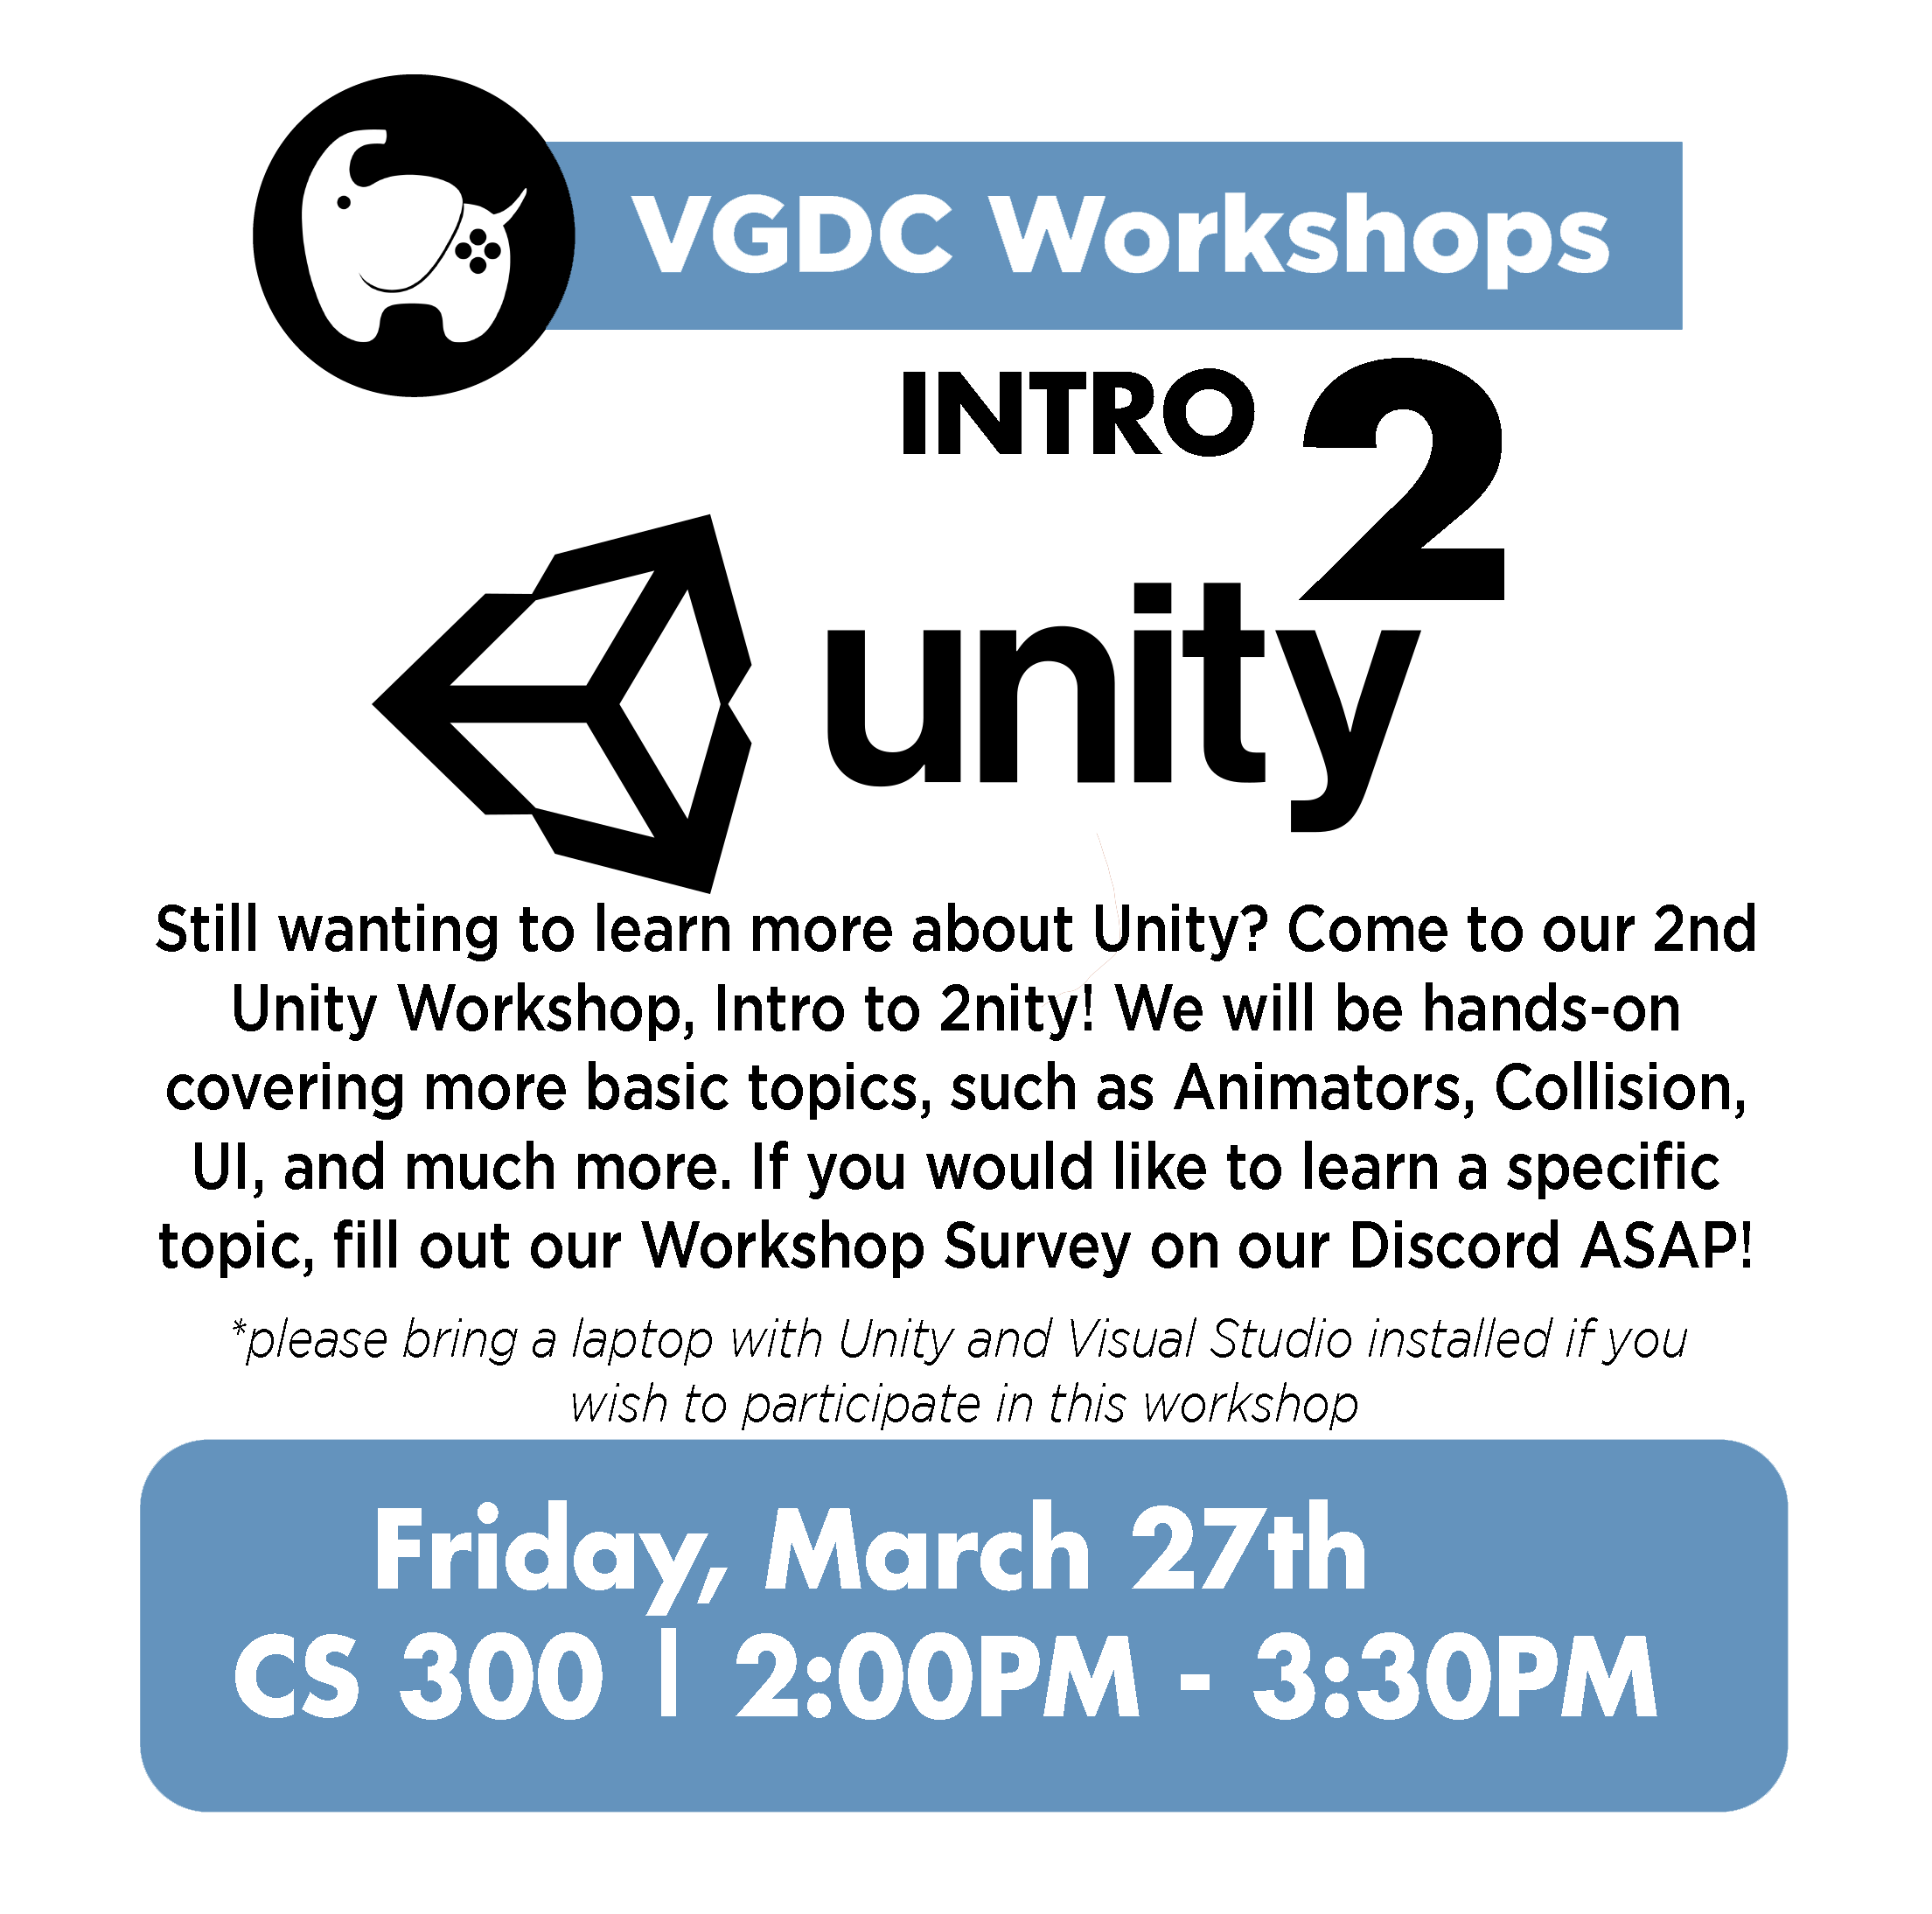 VGDC Workshops
INTRO 2
unity
Still wanting to learn more about Unity? Come to our 2nd
Unity Workshop, Intro to 2nity! We will be hands-on
covering more basic topics, such as Animators, Collision,
UI, and much more. If you would like to learn a specific
topic, fill out our Workshop Survey on our Discord ASAP!
*please bring a laptop with Unity and Visual Studio installed if you
wish to participate in this workshop
Friday, March 27th
CS 300 | 2:00PM - 3:30PM